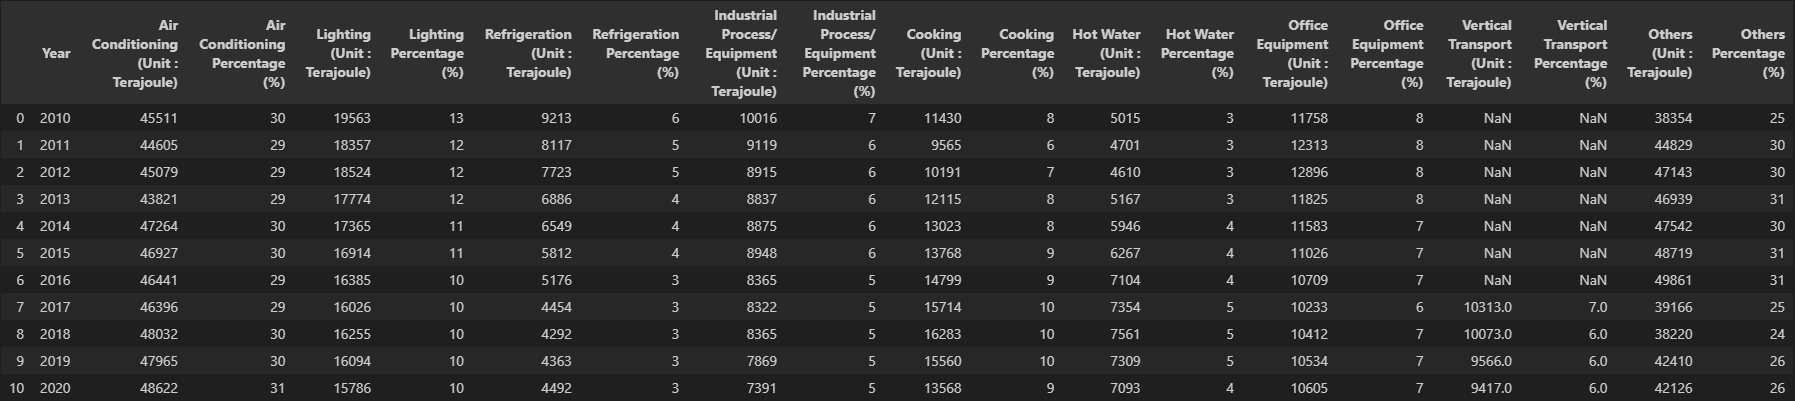 Year Air Conditioning (Unit : Terajoule) Air Conditioning Percentage (%) Lighting (Unit : Terajoule) Lighting Percentage (%) Refrigeration (Unit : Terajoule) Refrigeration Percentage (%) Industrial Process/ Equipment (Unit : Terajoule) Industrial Process/ Equipment Percentage (%) Cooking (Unit : Terajoule) Cooking Percentage (%) Hot Water (Unit : Terajoule) Hot Water Percentage (%) Office Equipment (Unit : Terajoule) Office Equipment Percentage (%) Vertical Transport (Unit : Terajoule) Vertical Transport Percentage (%) Others (Unit : Terajoule) Others Percentage (%)
0 2010 45511 30 19563 13 9213 6 10016 7 11430 8 5015 3 11758 8 NaN NaN 38354 25
1 2011 44605 29 18357 12 8117 5 9119 6 9565 6 4701 3 12313 8 NaN NaN 44829 30
2 2012 45079 29 18524 12 7723 5 8915 6 10191 7 4610 3 12896 8 NaN NaN 47143 30
3 2013 43821 29 17774 12 6886 4 8837 6 12115 8 5167 3 11825 8 NaN NaN 46939 31
4 2014 47264 30 17365 11 6549 4 8875 6 13023 8 5946 4 11583 7 NaN NaN 47542 30
5 2015 46927 30 16914 11 5812 4 8948 6 13768 9 6267 4 11026 7 NaN NaN 48719 31
6 2016 46441 29 16385 10 5176 3 8365 5 14799 9 7104 4 10709 7 NaN NaN 49861 31
7 2017 46396 29 16026 10 4454 3 8322 5 15714 10 7354 5 10233 6 10313.0 7.0 39166 25
8 2018 48032 30 16255 10 4292 3 8365 5 16283 10 7561 5 10412 7 10073.0 6.0 38220 24
9 2019 47965 30 16094 10 4363 3 7869 5 15560 10 7309 5 10534 7 9566.0 6.0 42410 26
10 2020 48622 31 15786 10 4492 3 7391 5 13568 9 7093 4 10605 7 9417.0 6.0 42126 26